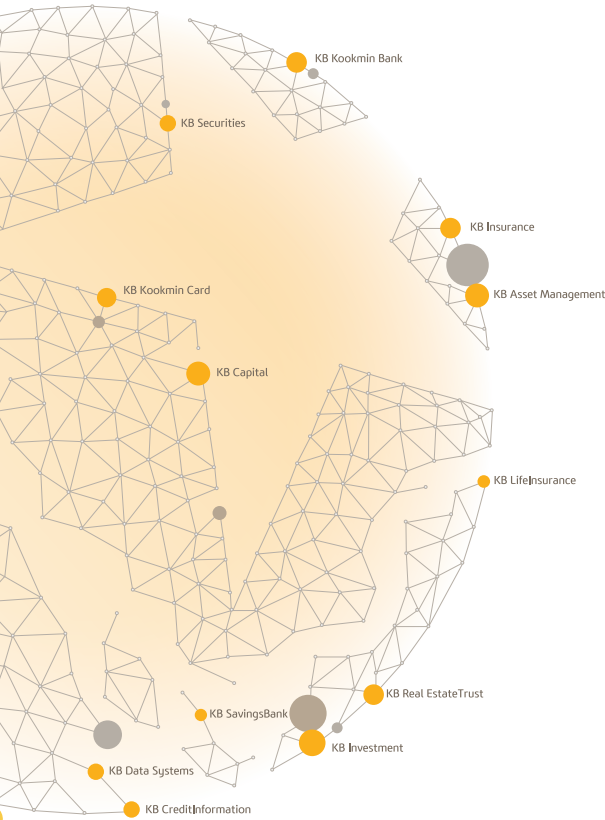 KB Kookmin Bank
KB Securities
KB Insurance
KB Kookmin Card
KB Asset Management
KB Capital
KB LifeInsurance
KB Real EstateTrust
KB SavingsBank
KB Investment
KB Data Systems
KB CreditInformation